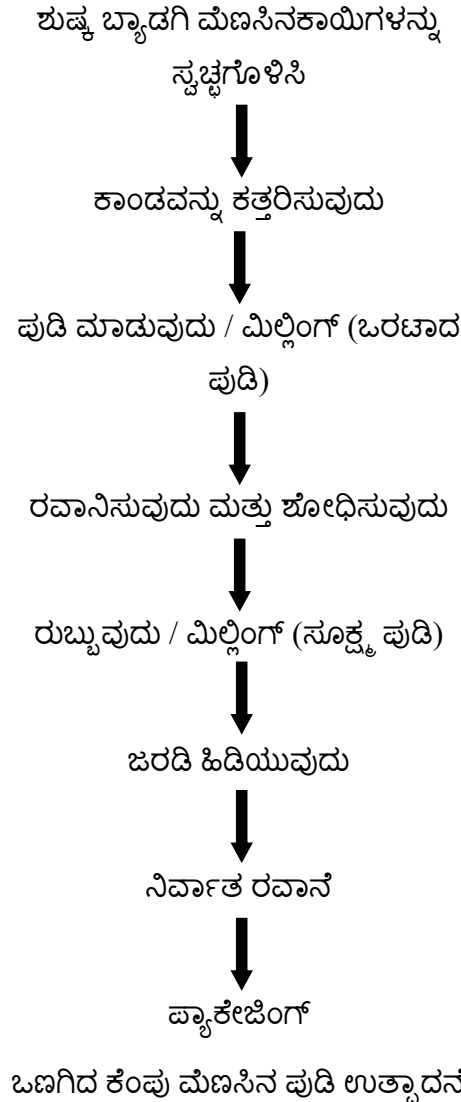 ಶುಷ್ಕ ಬ್ಯಾಡಗಿ ಮೆಣಸಿನಕಾಯಿಗಳನ್ನು
ಸ್ವಚ್ಛಗೊಳಿಸಿ
ಕಾಂಡವನ್ನು ಕತ್ತರಿಸುವುದು
ಪುಡಿ ಮಾಡುವುದು / ಮಿಲ್ಲಿಂಗ್ (ಒರಟಾದ
ಪುಡಿ)
ರವಾನಿಸುವುದು ಮತ್ತು ಶೋಧಿಸುವುದು
ರುಬ್ಬುವುದು / ಮಿಲ್ಲಿಂಗ್ (ಸೂಕ್ಷ್ಮ ಪುಡಿ)
ಜರಡಿ ಹಿಡಿಯುವುದು
ನಿರ್ವಾತ ರವಾನೆ
ಪ್ಯಾಕೇಜಿಂಗ್
ಒಣಗಿದ ಕೆಂಪು ಮೆಣಸಿನ ಪುಡಿ ಉತ್ಪಾದನೆ